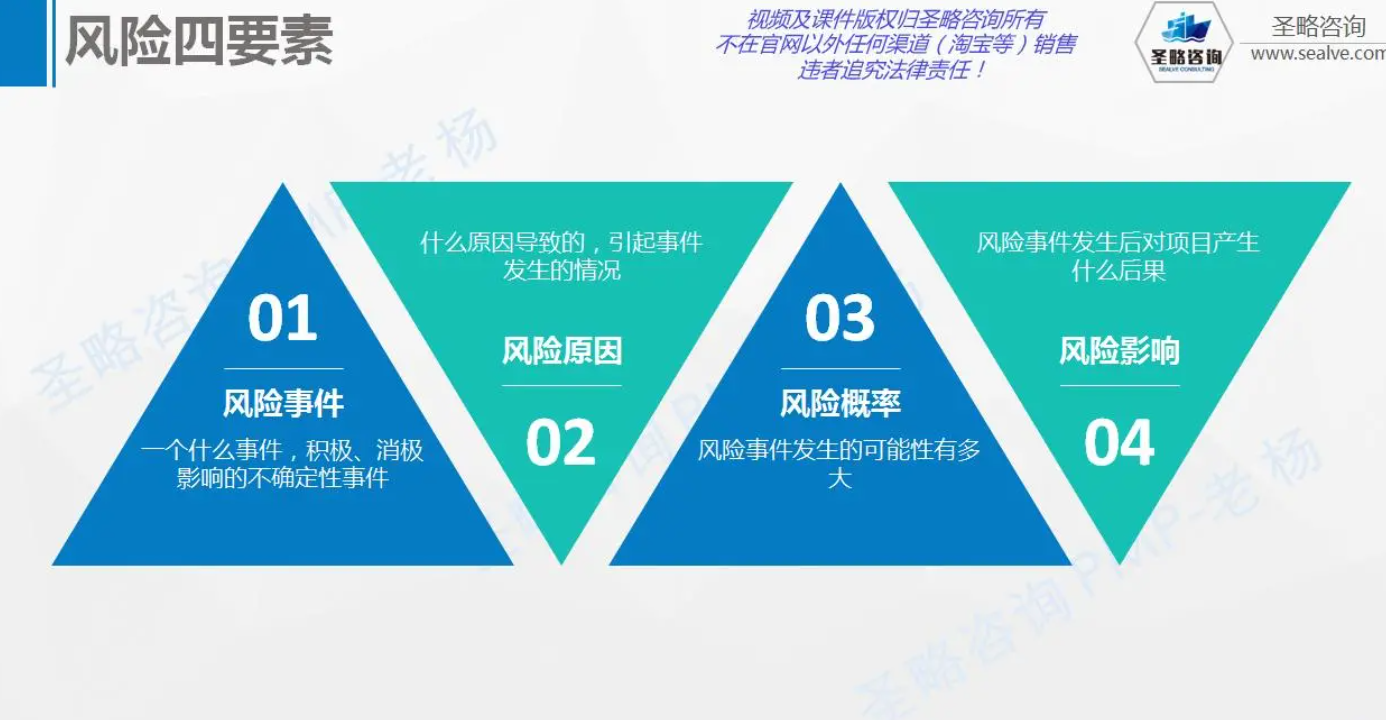 风险四要素
视频及课件版权归圣略咨询所有
不在官网以外任何渠道（淘宝等）销售
违者追究法律责任！
圣略咨询
SEALVE CONSULTING
圣略咨询
www.sealve.com
01
风险事件
一个什么事件，积极、消极
影响的不确定性事件
什么原因导致的，引起事件
发生的情况
风险原因
02
03
风险概率
风险事件发生的可能性有多
大
风险事件发生后对项目产生
什么后果
风险影响
04
圣略咨询PMP-老杨
圣略咨询PMP-老杨